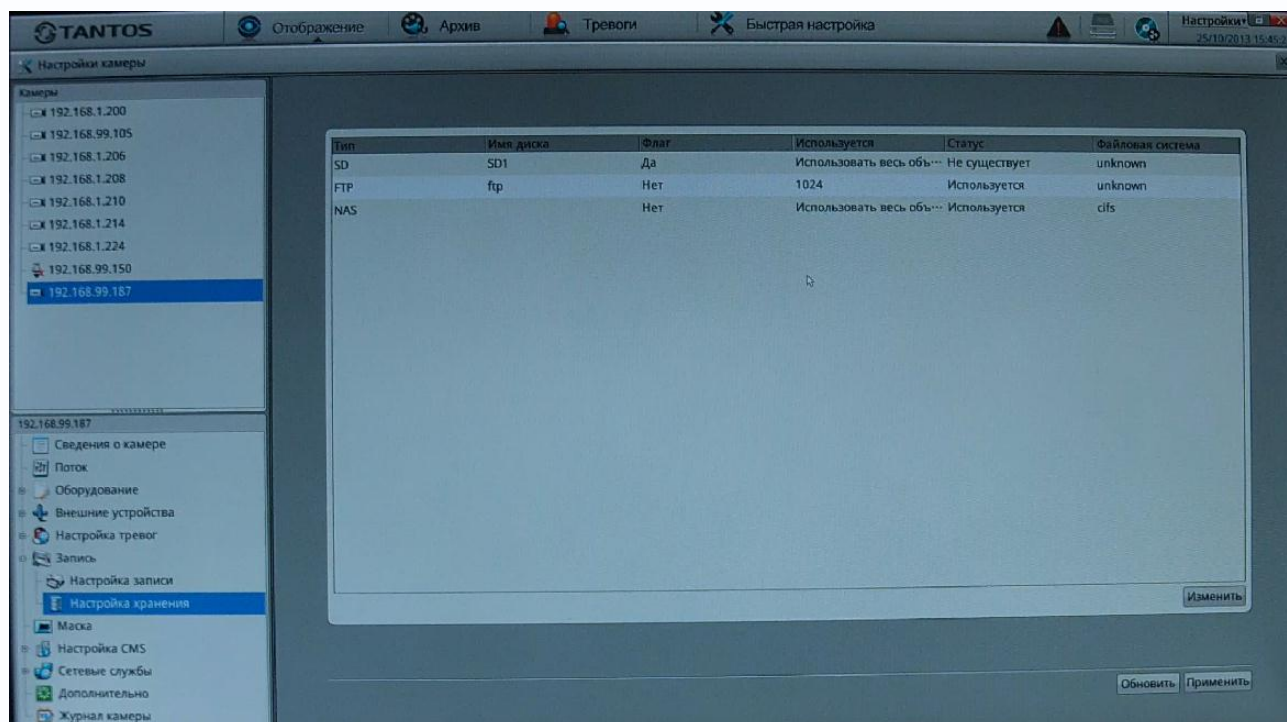 TANTOS
Отображение
Архив
Тревоги
Быстрая настройка
Настройки
25/10/2013 15:45:2
Настройки камеры
Камеры
192.168.1.200
192.168.99.105
192.168.1.206
192.168.1.208
192.168.1.210
192.168.1.214
192.168.1.224
192.168.99.150
192.168.99.187
Тип Имя диска Флаг Используется Статус Файловая система
SD SD1 Да Использовать весь объ··· Не существует unknown
FTP ftp Нет 1024 Используется unknown
NAS Нет Использовать весь объ··· Используется cifs
Изменить
192.168.99.187
Сведения о камере
Поток
Оборудование
Внешние устройства
Настройка тревог
Запись
Настройка записи
Настройка хранения
Маска
Настройка CMS
Сетевые службы
Дополнительно
Журнал камеры
Обновить Применить